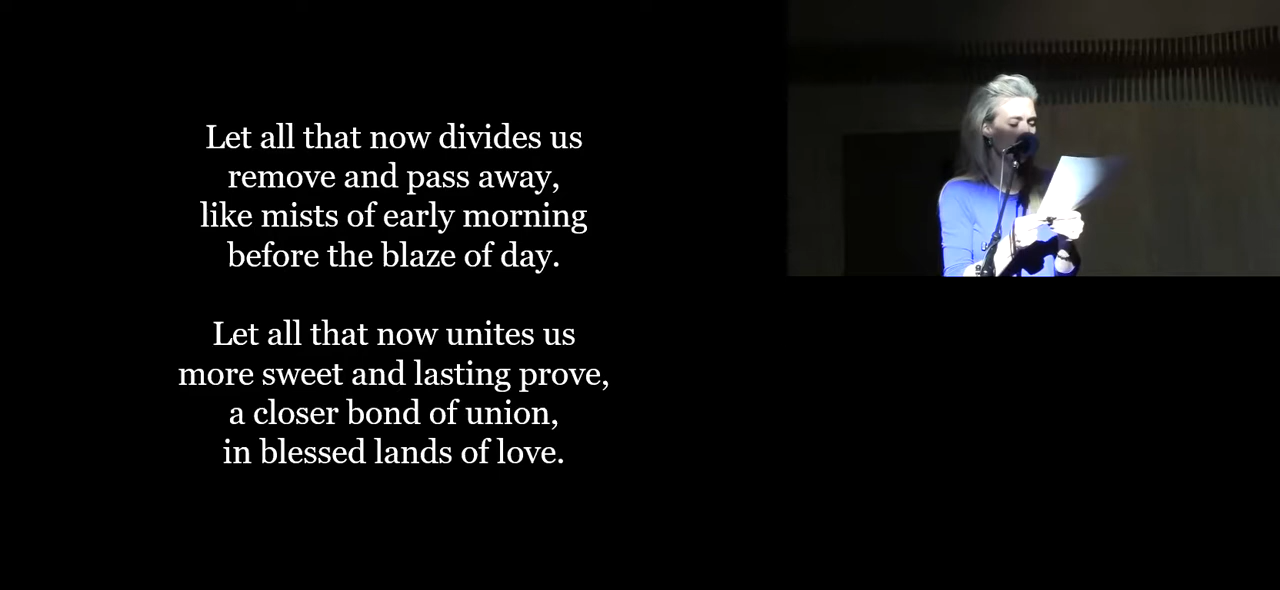 Let all that now divides us
remove and pass away,
like mists of early morning
before the blaze of day.
Let all that now unites us
more sweet and lasting prove,
a closer bond of union,
in blessed lands of love.